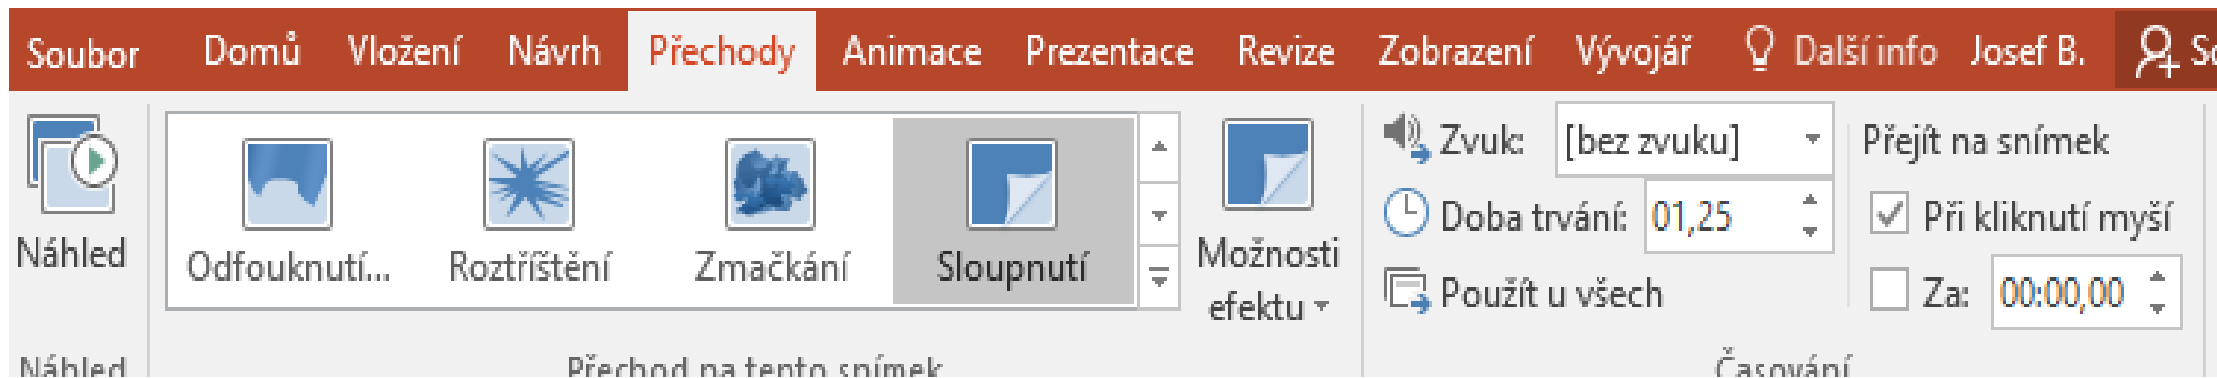 Soubor Domů Vložení Návrh Přechody Animace Prezentace Revize Zobrazení Vývojář Další info Josef B.
Náhled
Odfouknutí... Roztříštění Zmačkání Sloupnutí
Možnosti
efektu
Zvuk: [bez zvuku]
Doba trvání: 01,25
Použít u všech
Přejít na snímek
Při kliknutí myší
Za: 00:00,00
Náhled Přechod na tento snímek Časování